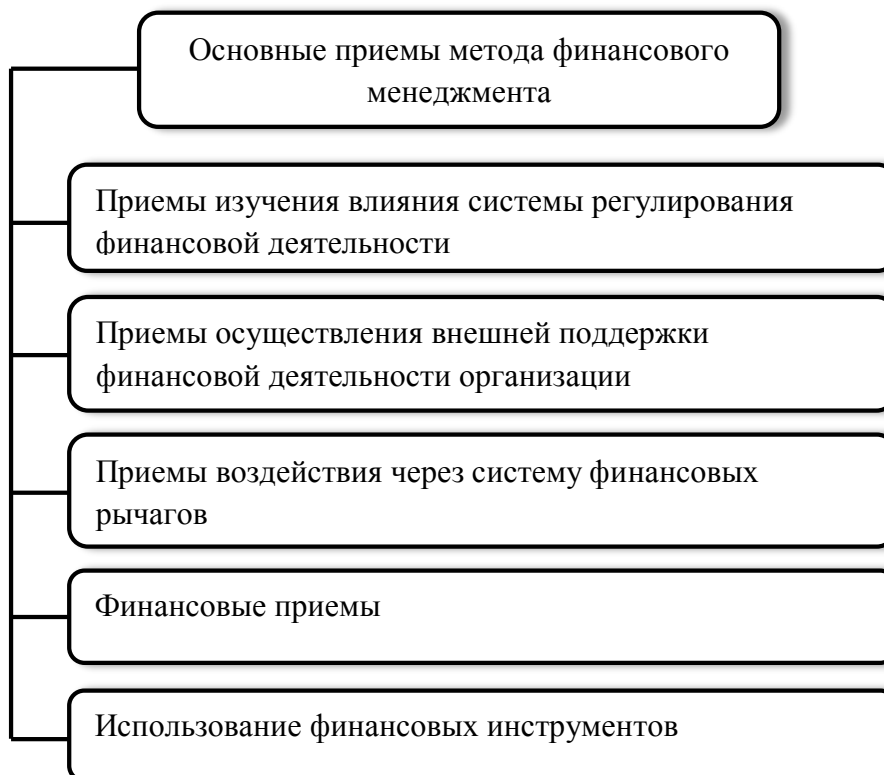 Основные приемы метода финансового
менеджмента
Приемы изучения влияния системы регулирования
финансовой деятельности
Приемы осуществления внешней поддержки
финансовой деятельности организации
Приемы воздействия через систему финансовых
рычагов
Финансовые приемы
Использование финансовых инструментов